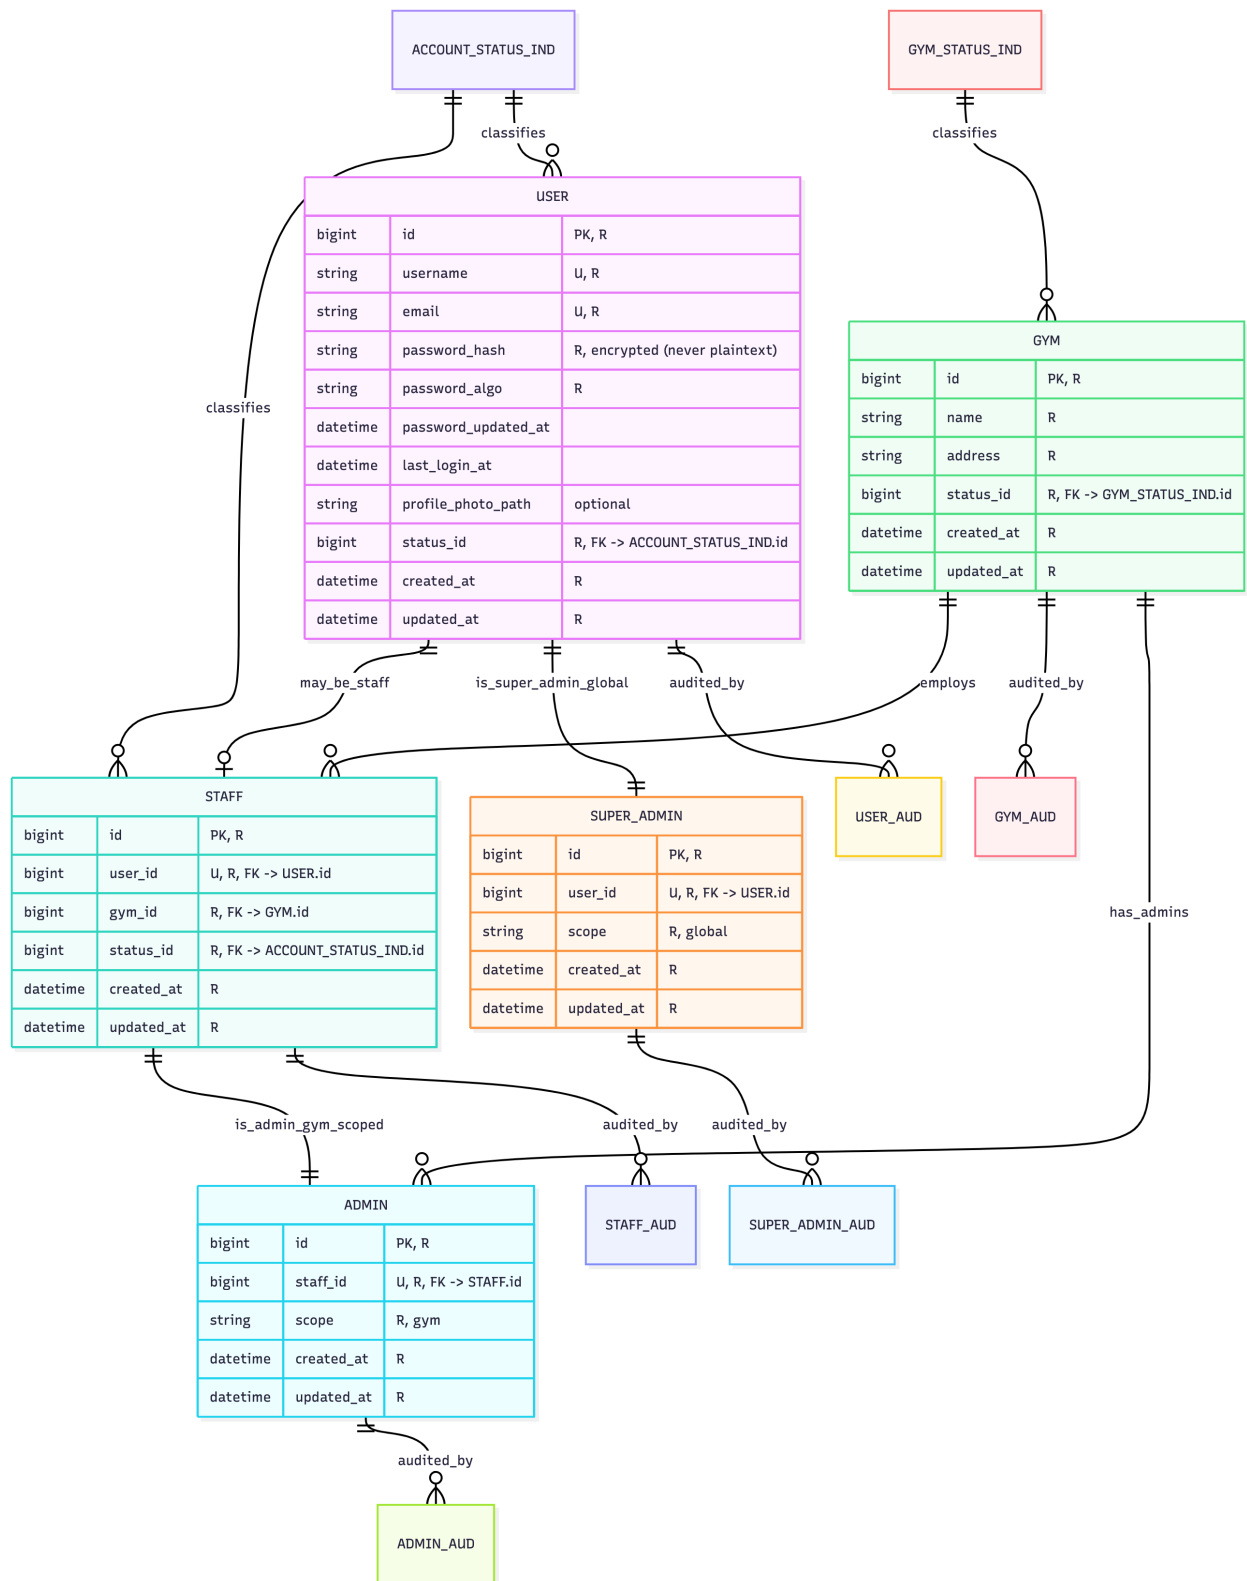 ACCOUNT_STATUS_IND
GYM_STATUS_IND
classifies
classifies
USER
bigint id PK, R
string username U, R
string email U, R
string password_hash R, encrypted (never plaintext)
string password_algo R
datetime password_updated_at
datetime last_login_at
string profile_photo_path optional
bigint status_id R, FK -> ACCOUNT_STATUS_IND.id
datetime created_at R
datetime updated_at R
classifies
GYM
bigint id PK, R
string name R
string address R
bigint status_id R, FK -> GYM_STATUS_IND.id
datetime created_at R
datetime updated_at R
may_be_staff
is_super_admin_global
audited_by
employs
audited_by
STAFF
bigint id PK, R
bigint user_id U, R, FK -> USER.id
bigint gym_id R, FK -> GYM.id
bigint status_id R, FK -> ACCOUNT_STATUS_IND.id
datetime created_at R
datetime updated_at R
SUPER_ADMIN
bigint id PK, R
bigint user_id U, R, FK -> USER.id
string scope R, global
datetime created_at R
datetime updated_at R
USER_AUD
GYM_AUD
has_admins
is_admin_gym_scoped
audited_by
audited_by
ADMIN
bigint id PK, R
bigint staff_id U, R, FK -> STAFF.id
string scope R, gym
datetime created_at R
datetime updated_at R
STAFF_AUD
SUPER_ADMIN_AUD
audited_by
ADMIN_AUD